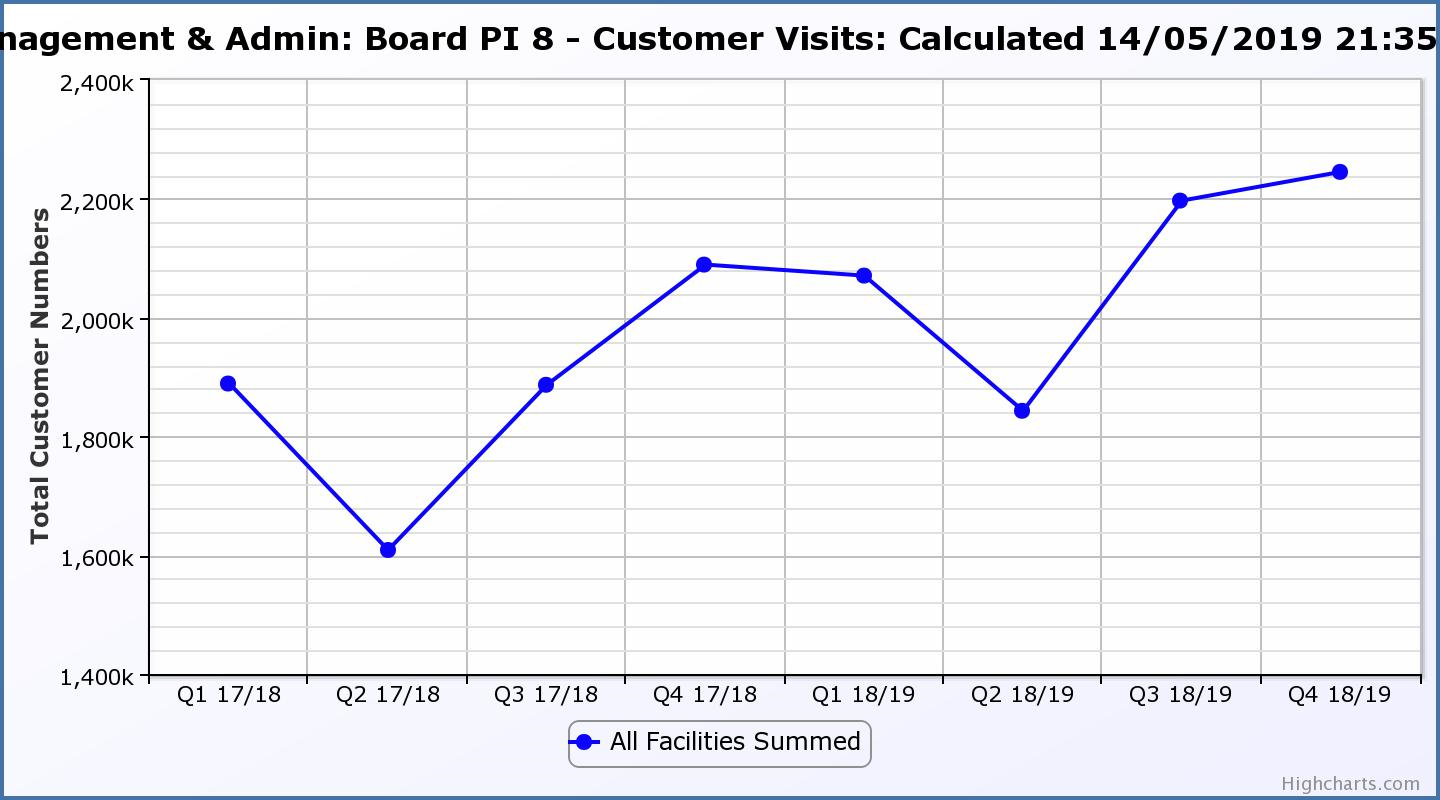 nagement & Admin: Board PI 8 - Customer Visits: Calculated 14/05/2019 21:35
Total Customer Numbers
2,400k
2,200k
2,000k
1,800k
1,600k
1,400k
Q1 17/18 Q2 17/18 Q3 17/18 Q4 17/18 Q1 18/19 Q2 18/19 Q3 18/19 Q4 18/19
All Facilities Summed
Highcharts.com